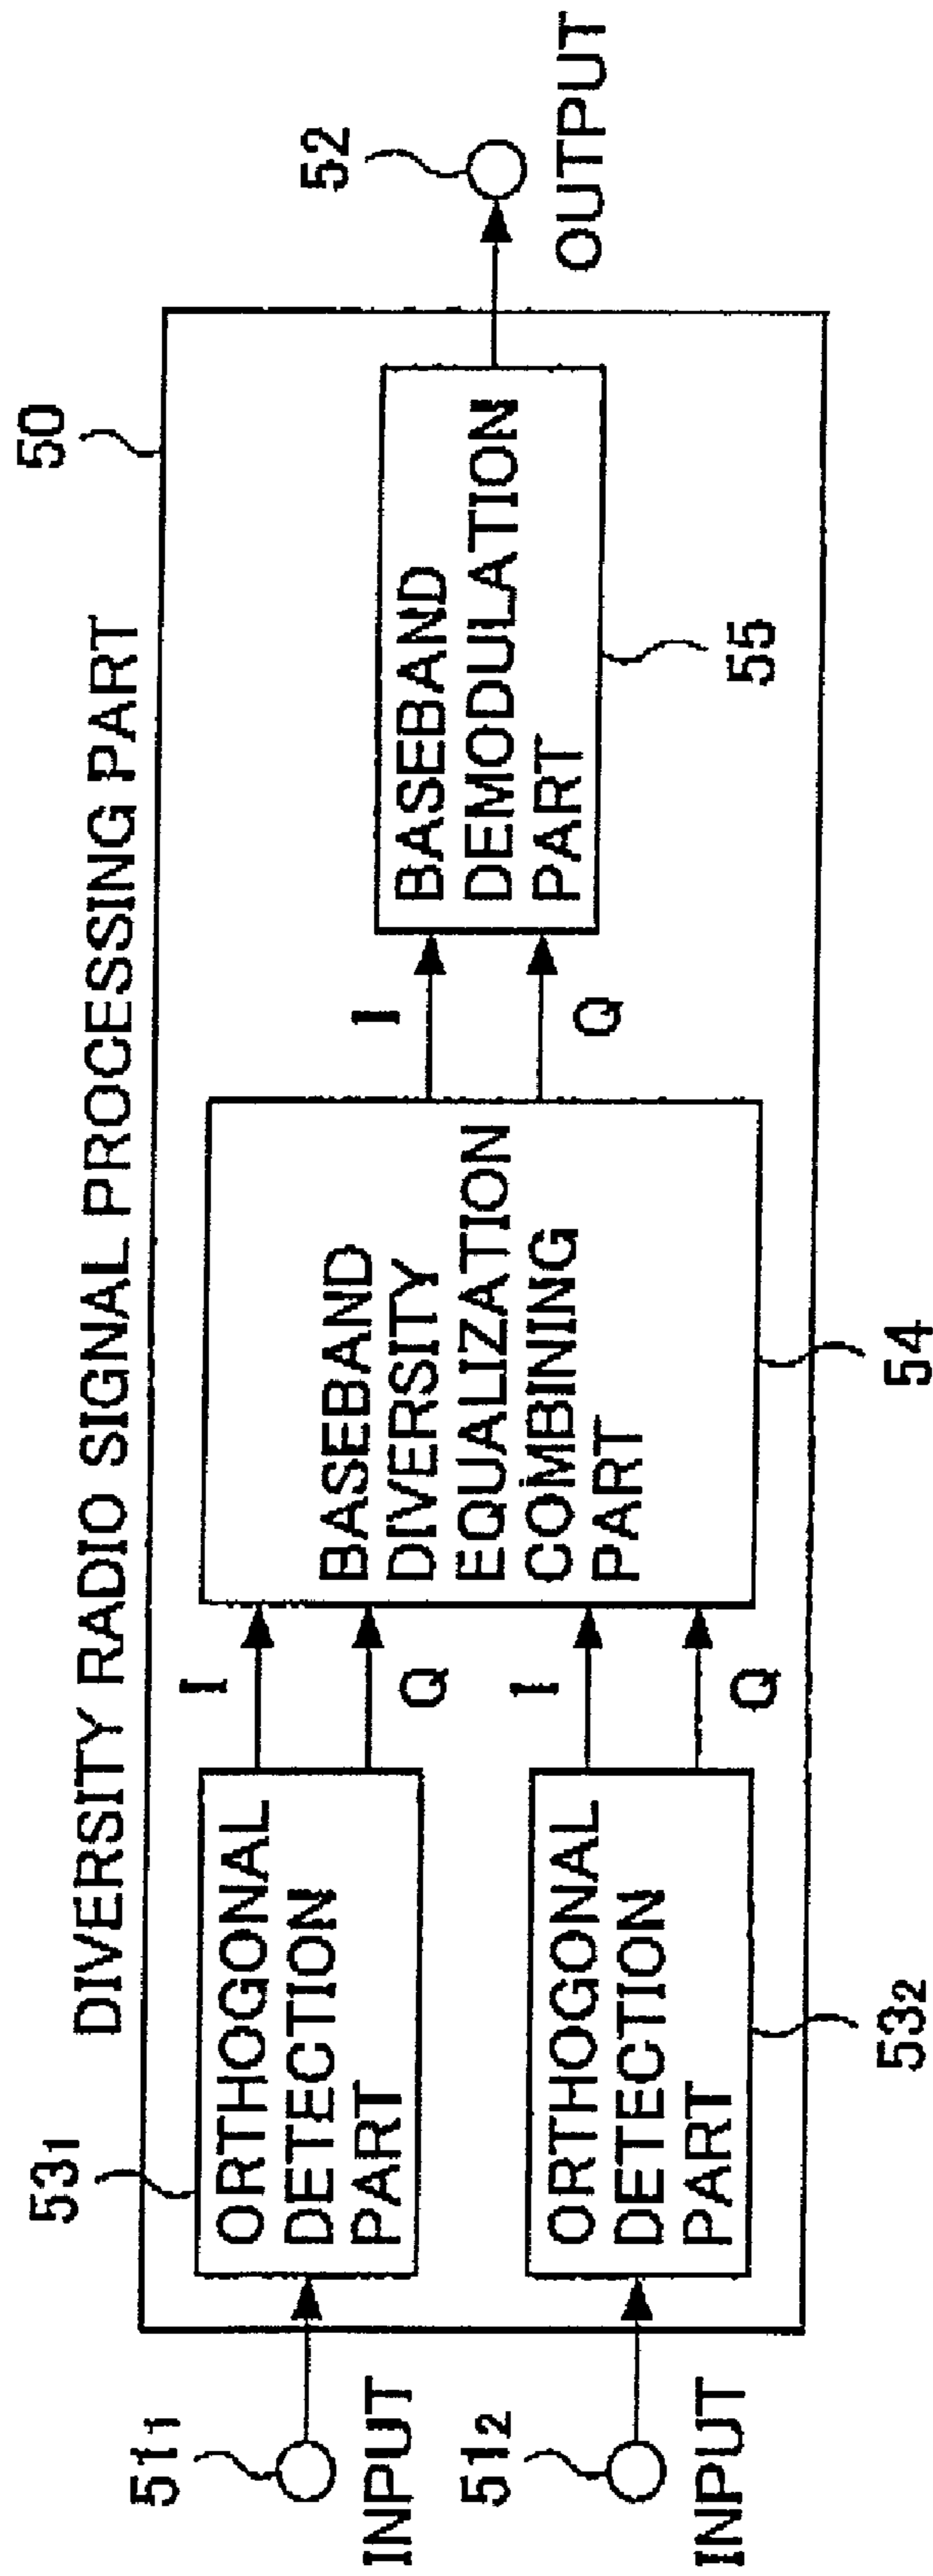 DIVERSITY RADIO SIGNAL PROCESSING PART
50
51₁
INPUT
53₁
ORTHOGONAL
DETECTION
PART
I
Q
51₂
INPUT
ORTHOGONAL
DETECTION
PART
53₂
I
Q
BASEBAND
DIVERSITY
EQUALIZATION
COMBINING
PART
54
I
Q
BASEBAND
DEMODULATION
PART
55
52
OUTPUT